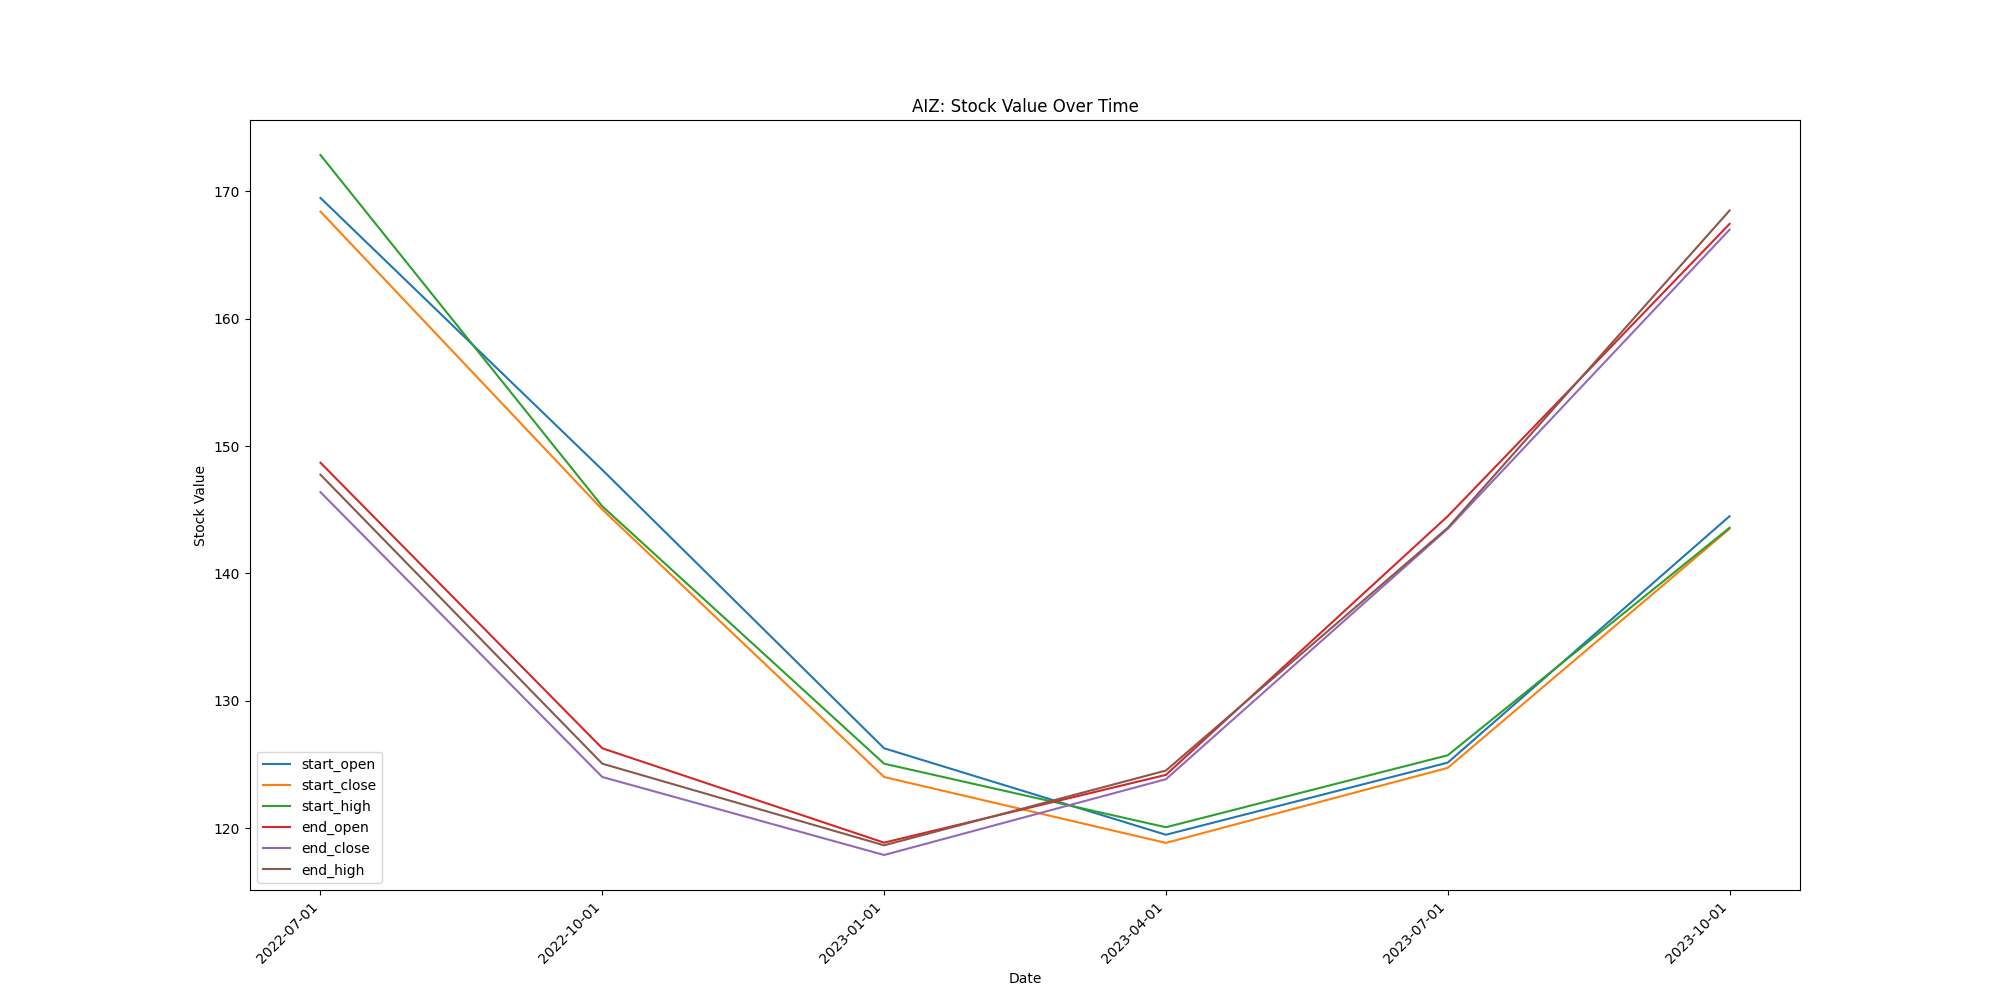 AIZ: Stock Value Over Time
Stock Value
170
160
150
140
130
120
start_open
start_close
start_high
end_open
end_close
end_high
2022-07-01
2022-10-01
2023-01-01
2023-04-01
2023-07-01
2023-10-01
Date